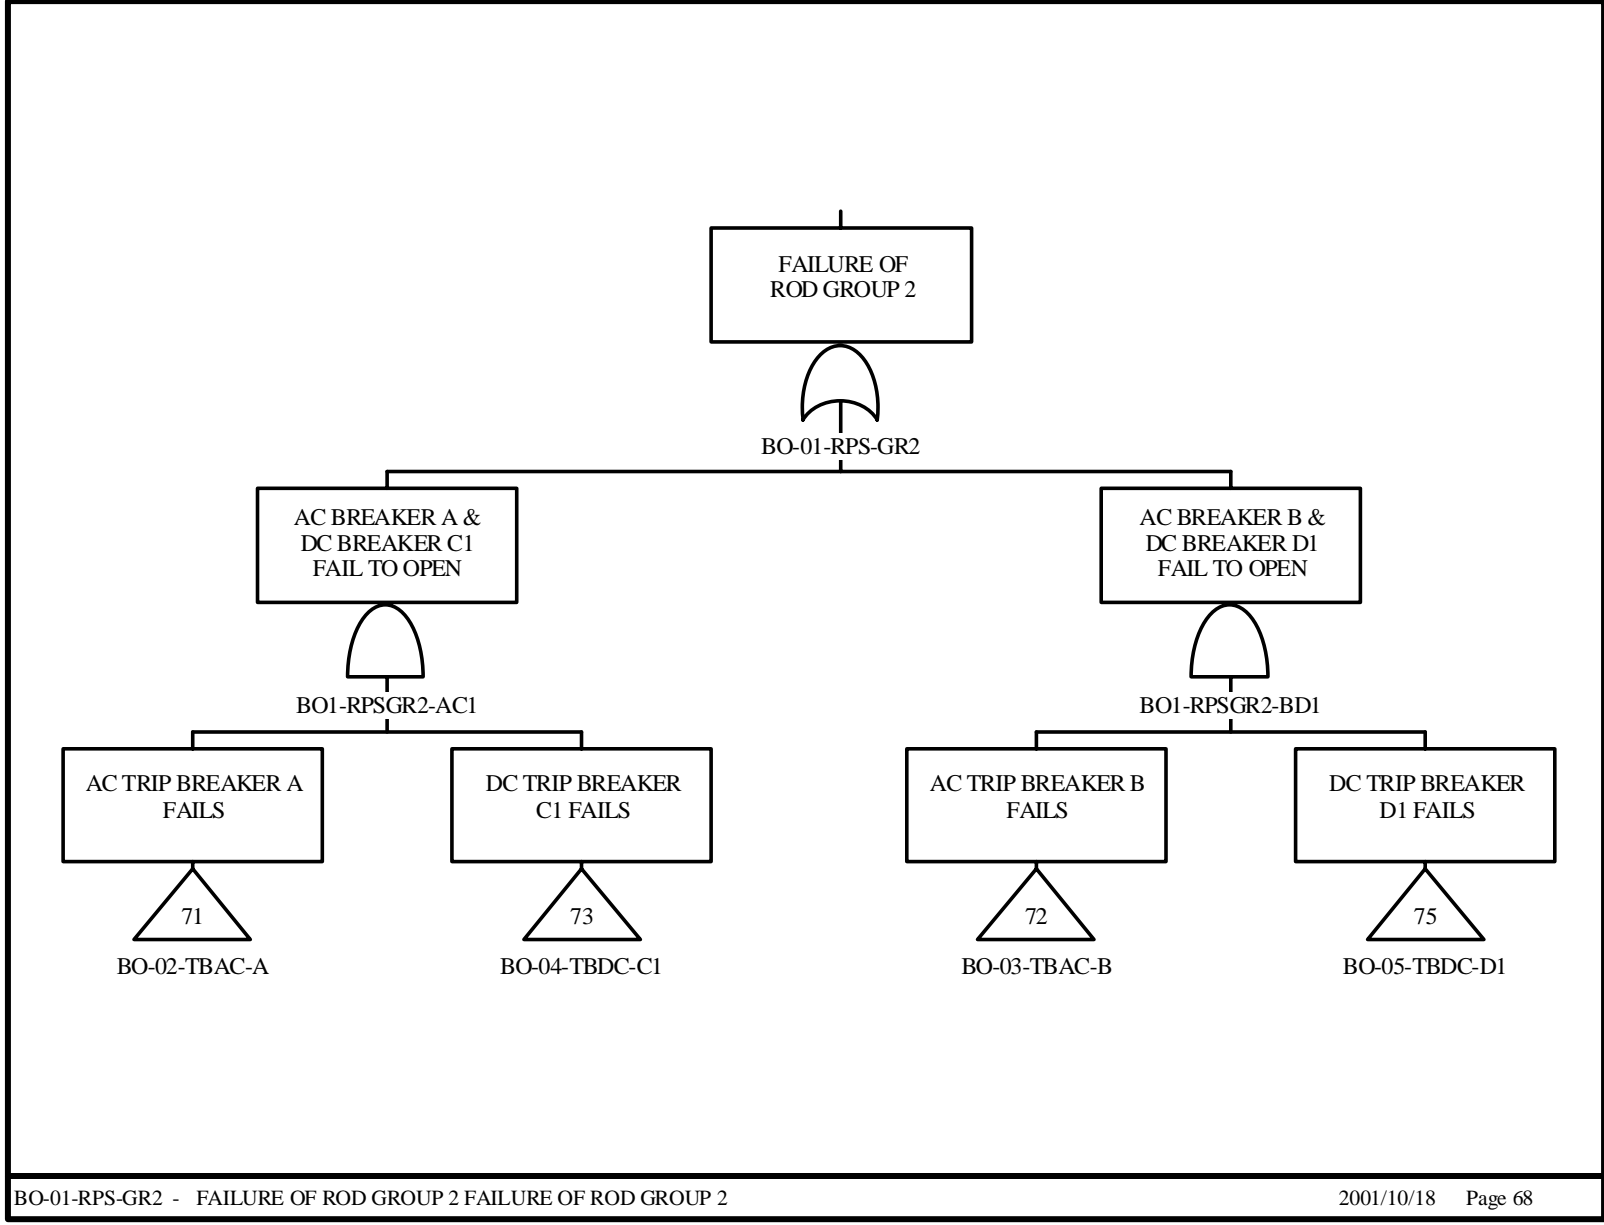 FAILURE OF
ROD GROUP 2
BO-01-RPS-GR2
AC BREAKER A &
DC BREAKER C1
FAIL TO OPEN
AC BREAKER B &
DC BREAKER D1
FAIL TO OPEN
BO1-RPSGR2-AC1
BO1-RPSGR2-BD1
AC TRIP BREAKER A
FAILS
DC TRIP BREAKER
C1 FAILS
AC TRIP BREAKER B
FAILS
DC TRIP BREAKER
D1 FAILS
71
73
72
75
BO-02-TBAC-A
BO-04-TBDC-C1
BO-03-TBAC-B
BO-05-TBDC-D1
BO-01-RPS-GR2 - FAILURE OF ROD GROUP 2 FAILURE OF ROD GROUP 2
2001/10/18 Page 68